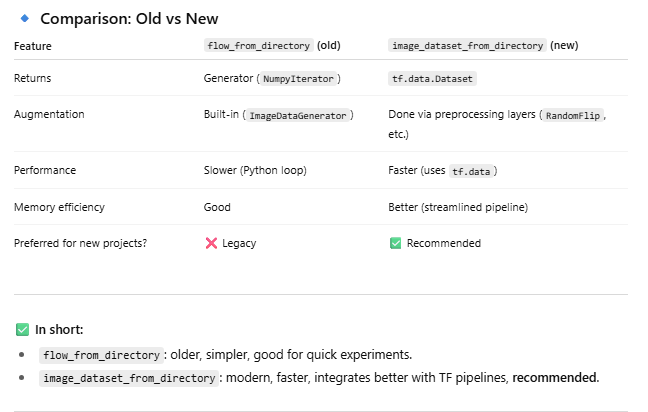 Comparison: Old vs New
Feature flow_from_directory (old) image_dataset_from_directory (new)
Returns Generator (NumpyIterator) tf.data.Dataset
Augmentation Built-in (ImageDataGenerator) Done via preprocessing layers (RandomFlip,
etc.)
Performance Slower (Python loop) Faster (uses tf.data)
Memory efficiency Good Better (streamlined pipeline)
Preferred for new projects? ❌ Legacy ✅ Recommended
✅ In short:
• flow_from_directory: older, simpler, good for quick experiments.
• image_dataset_from_directory: modern, faster, integrates better with TF pipelines, recommended.